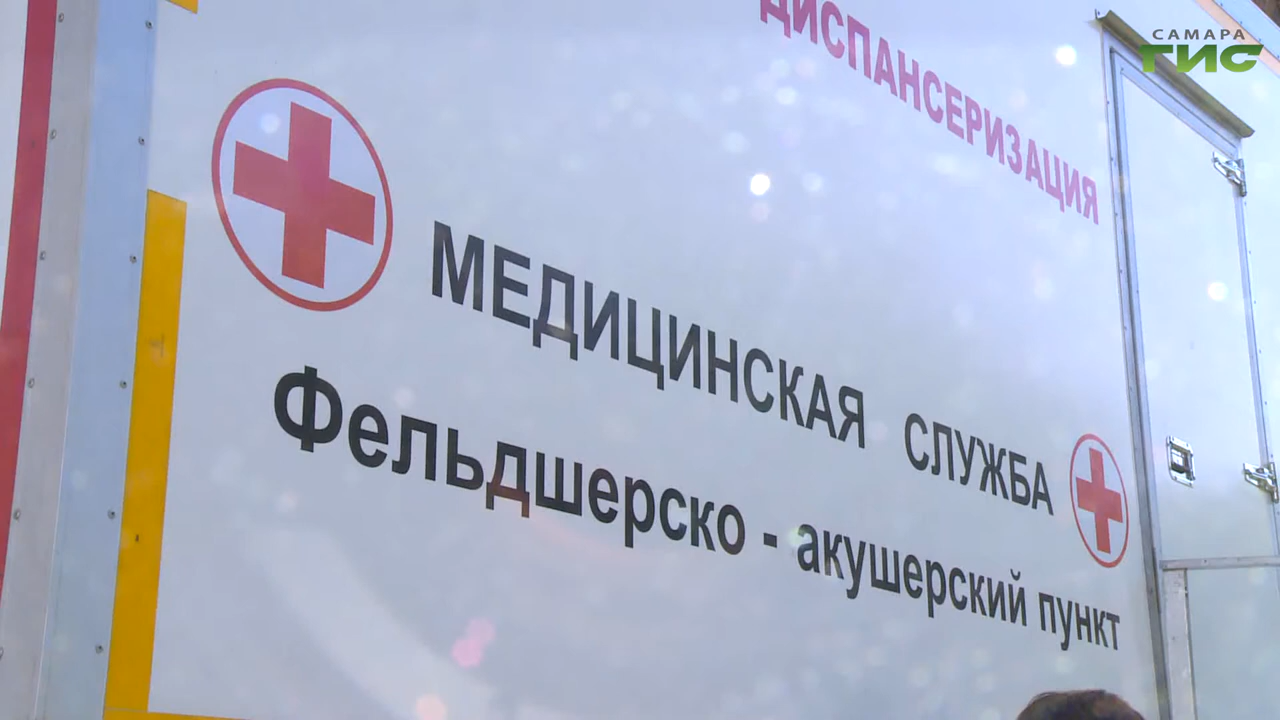 ДИСПАНСЕРИЗАЦИЯ
САМАРА
ГИС
МЕДИЦИНСКАЯ СЛУЖБА
Фельдшерско - акушерский пункт